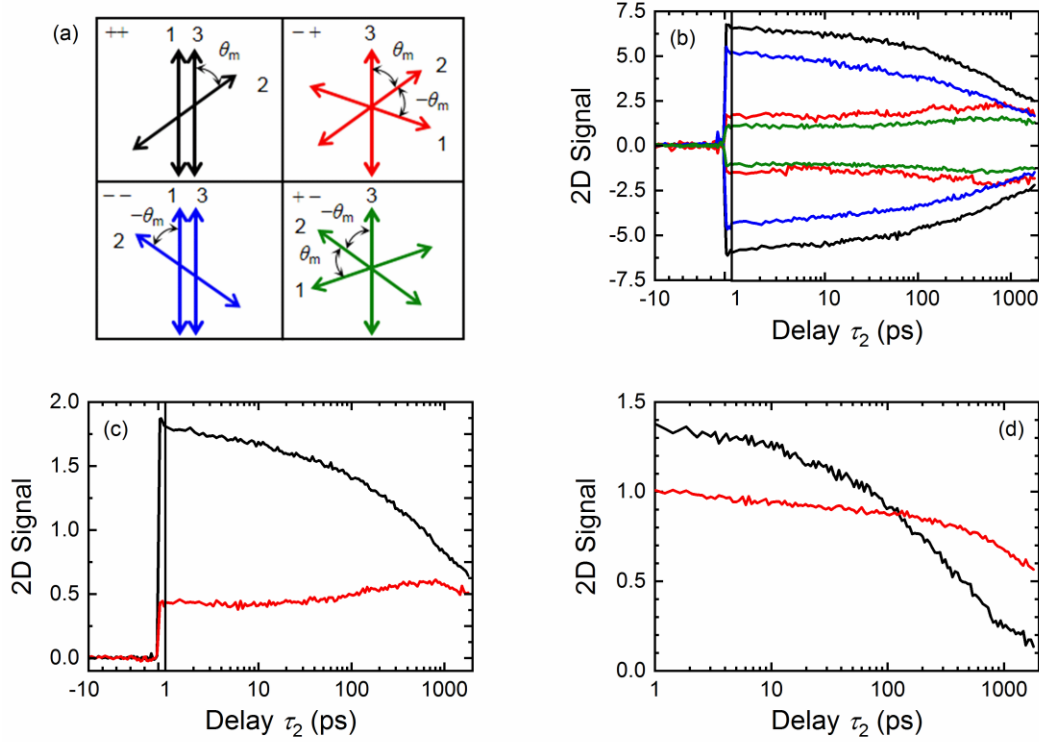 (a)
++
1 3
θm
2
− +
3
θm
2
−θm
1
− −
1 3
−θm
2
+ −
3
−θm
2
θm
1
(b)
2D Signal
7.5
5.0
2.5
0.0
-2.5
-5.0
-7.5
-10 1 10 100 1000
Delay τ2 (ps)
(c)
2D Signal
2.0
1.5
1.0
0.5
0.0
-10 1 10 100 1000
Delay τ2 (ps)
(d)
2D Signal
1.5
1.0
0.5
0.0
1 10 100 1000
Delay τ2 (ps)